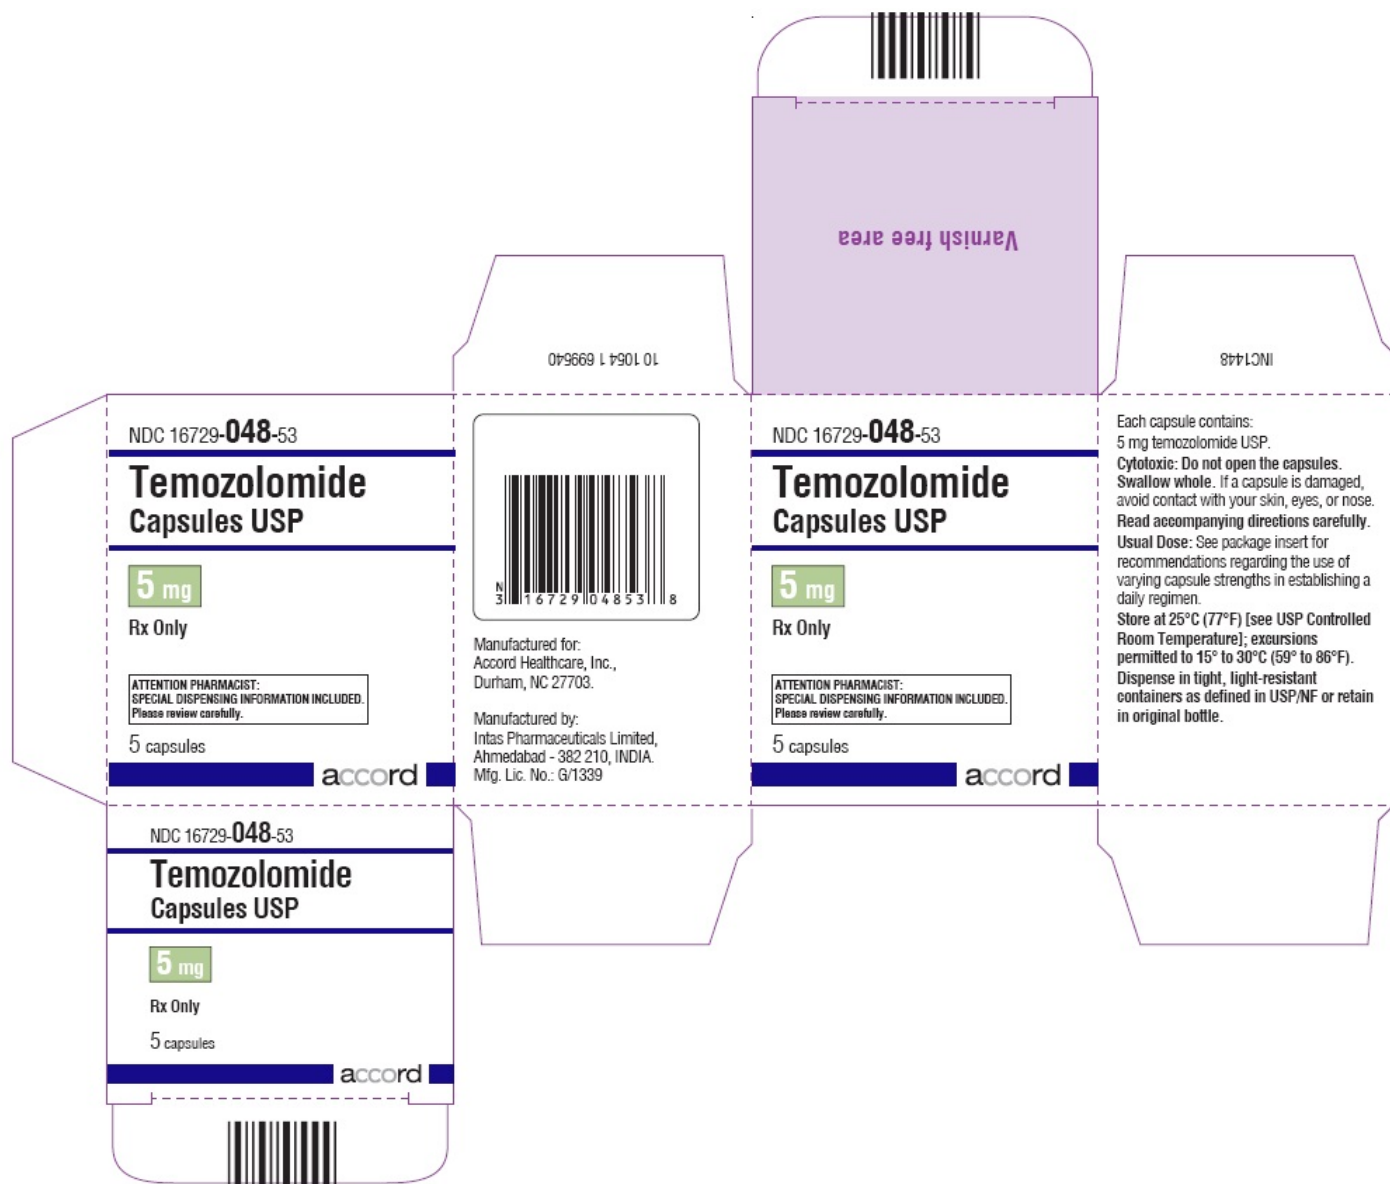 Varnish free area
10 1054 1 699640
INC1448
NDC 16729-048-53
Temozolomide
Capsules USP
5 mg
Rx Only
ATTENTION PHARMACIST:
SPECIAL DISPENSING INFORMATION INCLUDED.
Please review carefully.
5 capsules
accord
N
3 16729 04853 8
Manufactured for:
Accord Healthcare, Inc.,
Durham, NC 27703.
Manufactured by:
Intas Pharmaceuticals Limited,
Ahmedabad - 382 210, INDIA.
Mfg. Lic. No.: G/1339
NDC 16729-048-53
Temozolomide
Capsules USP
5 mg
Rx Only
ATTENTION PHARMACIST:
SPECIAL DISPENSING INFORMATION INCLUDED.
Please review carefully.
5 capsules
accord
Each capsule contains:
5 mg temozolomide USP.
Cytotoxic: Do not open the capsules.
Swallow whole. If a capsule is damaged,
avoid contact with your skin, eyes, or nose.
Read accompanying directions carefully.
Usual Dose: See package insert for
recommendations regarding the use of
varying capsule strengths in establishing a
daily regimen.
Store at 25°C (77°F) [see USP Controlled
Room Temperature]; excursions
permitted to 15° to 30°C (59° to 86°F).
Dispense in tight, light-resistant
containers as defined in USP/NF or retain
in original bottle.
NDC 16729-048-53
Temozolomide
Capsules USP
5 mg
Rx Only
5 capsules
accord